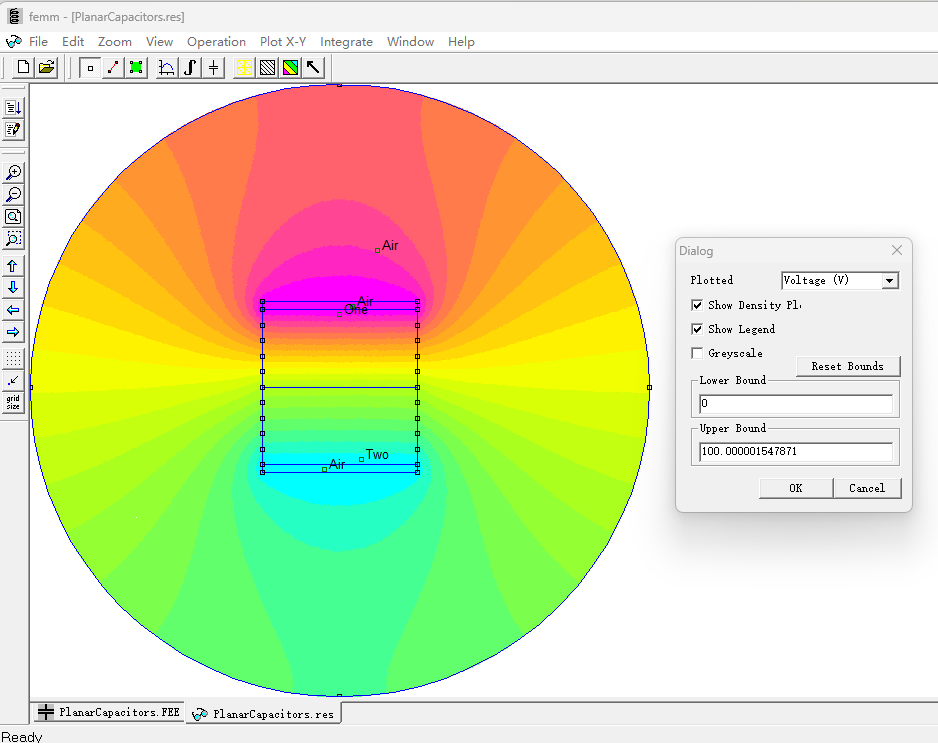 femm - [PlanarCapacitors.res]
File Edit Zoom View Operation Plot X-Y Integrate Window Help
grid
size
Air
Air
One
Two
Air
Dialog
Plotted Voltage (V)
Show Density Pl
Show Legend
Greyscale
Reset Bounds
Lower Bound
0
Upper Bound
100.000001547871
OK Cancel
PlanarCapacitors.FEE PlanarCapacitors.res
Ready